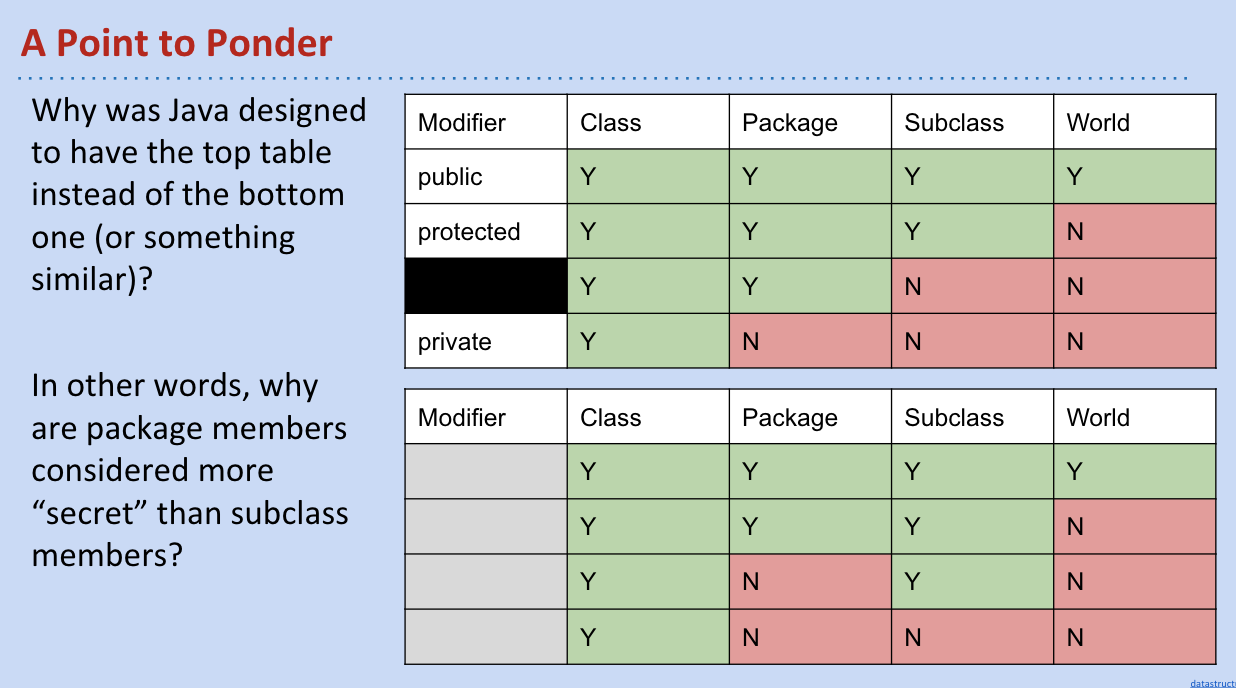 A Point to Ponder
Why was Java designed
to have the top table
instead of the bottom
one (or something
similar)?
In other words, why
are package members
considered more
“secret” than subclass
members?
Modifier Class Package Subclass World
public Y Y Y Y
protected Y Y Y N
Y Y N N
private Y N N N
Modifier Class Package Subclass World
Y Y Y Y
Y Y Y N
Y N Y N
Y N N N